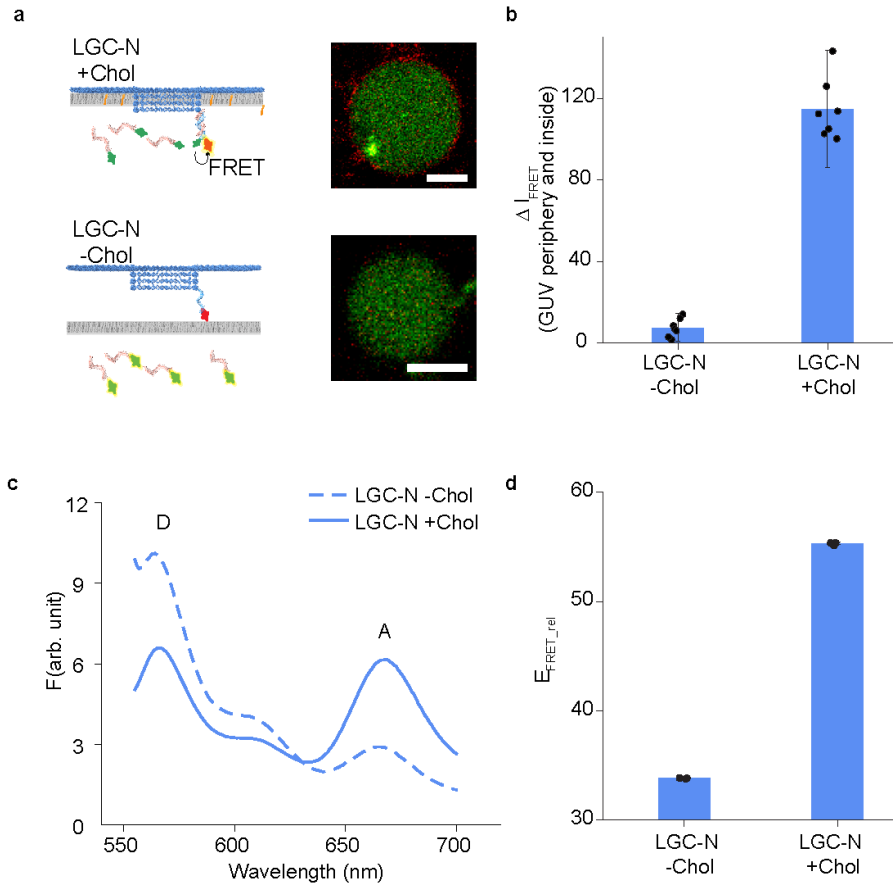 a
LGC-N
+Chol
FRET
LGC-N
-Chol
b
Δ I FRET
(GUV periphery and inside)
120
80
40
0
LGC-N
-Chol
LGC-N
+Chol
c
12
9
6
3
0
F(arb. unit)
D
A
LGC-N -Chol
LGC-N +Chol
550
600
650
700
Wavelength (nm)
d
60
50
40
30
E FRET_rel
LGC-N
-Chol
LGC-N
+Chol